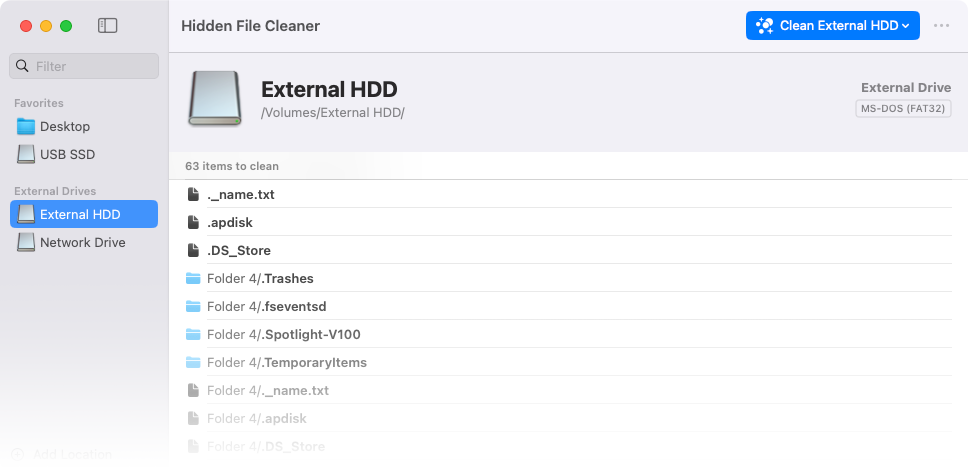 Hidden File Cleaner
Clean External HDD
Filter
Favorites
Desktop
USB SSD
External Drives
External HDD
Network Drive
Add Location
External HDD
/Volumes/External HDD/
External Drive
MS-DOS (FAT32)
63 items to clean
._name.txt
.apdisk
.DS_Store
Folder 4/.Trashes
Folder 4/.fseventsd
Folder 4/.Spotlight-V100
Folder 4/.TemporaryItems
Folder 4/._name.txt
Folder 4/.apdisk
Folder 4/.DS_Store